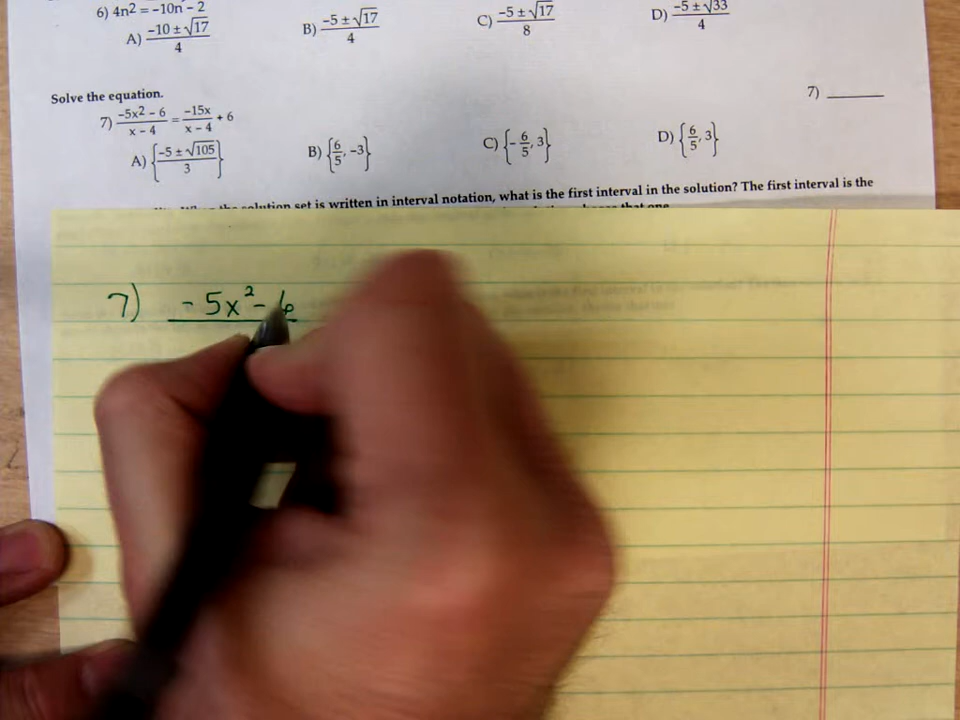 6) 4n2 = -10n - 2
A) -10 ± √17 / 4 B) -5 ± √17 / 4 C) -5 ± √17 / 8 D) -5 ± √33 / 4
Solve the equation.
7) -5x2 - 6 / x - 4 = -15x / x - 4 + 6 7)
A) {-5 ± √105 / 3} B) {6/5, -3} C) {-6/5, 3} D) {6/5, 3}
the solution set is written in interval notation, what is the first interval in the solution? The first interval is the
that one
7) -5x² - 6